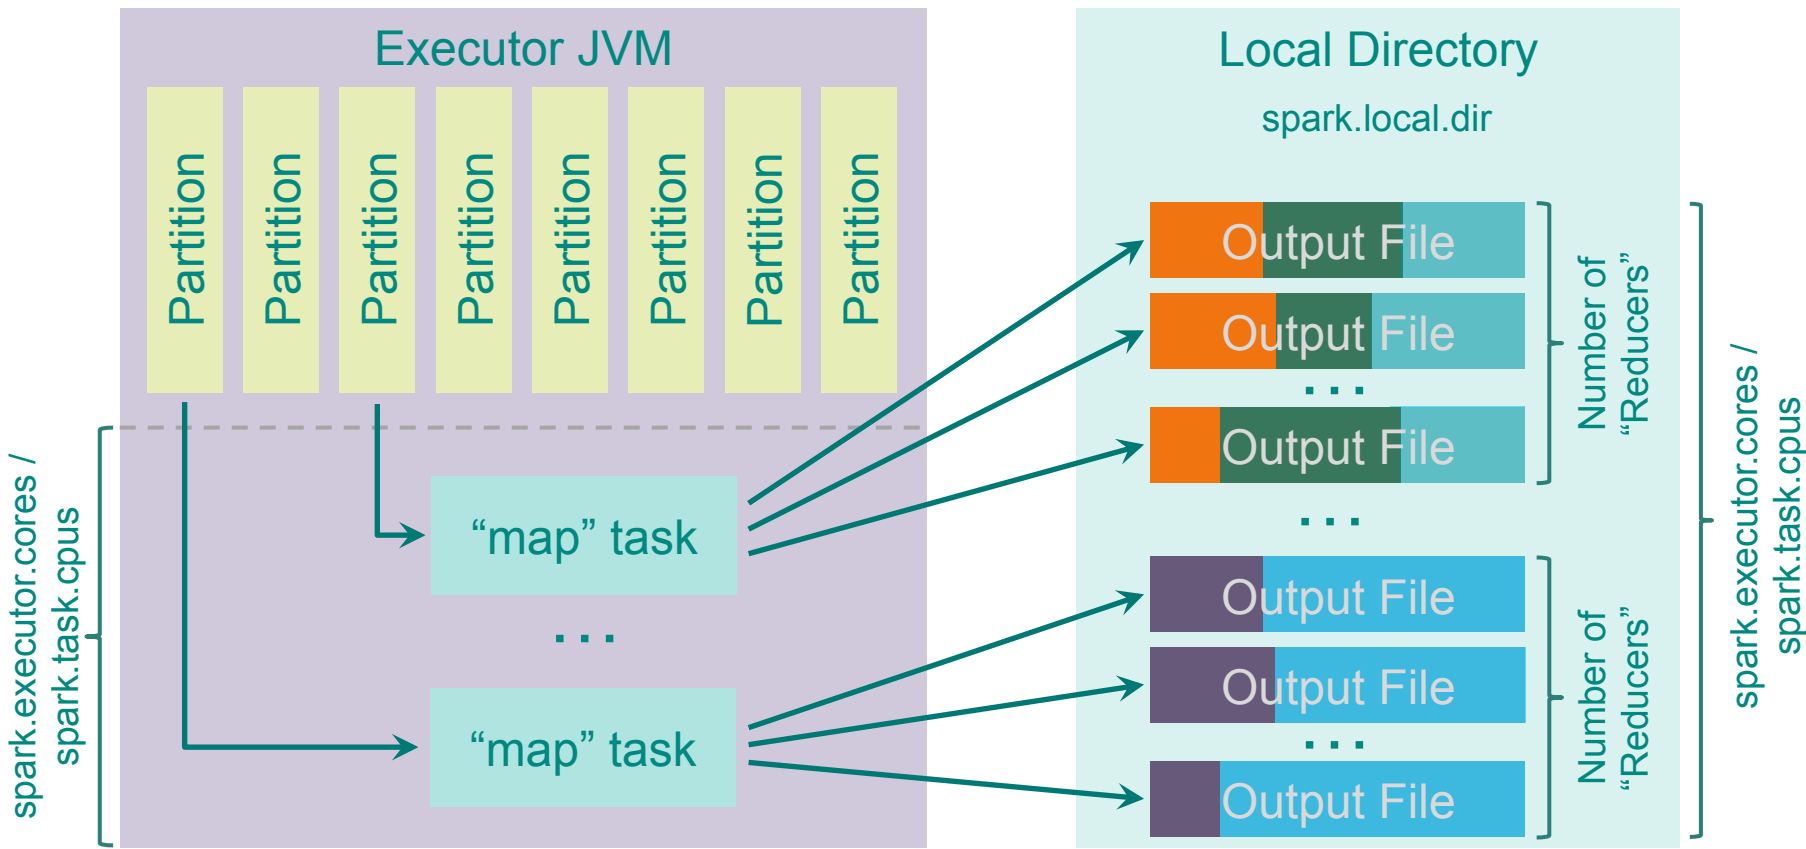 Executor JVM
Partition
Partition
Partition
Partition
Partition
Partition
Partition
Partition
spark.executor.cores /
spark.task.cpus
“map” task
...
“map” task
Local Directory
spark.local.dir
Output File
Output File
...
Output File
Number of
“Reducers”
...
Output File
Output File
...
Output File
Number of
“Reducers”
spark.executor.cores /
spark.task.cpus